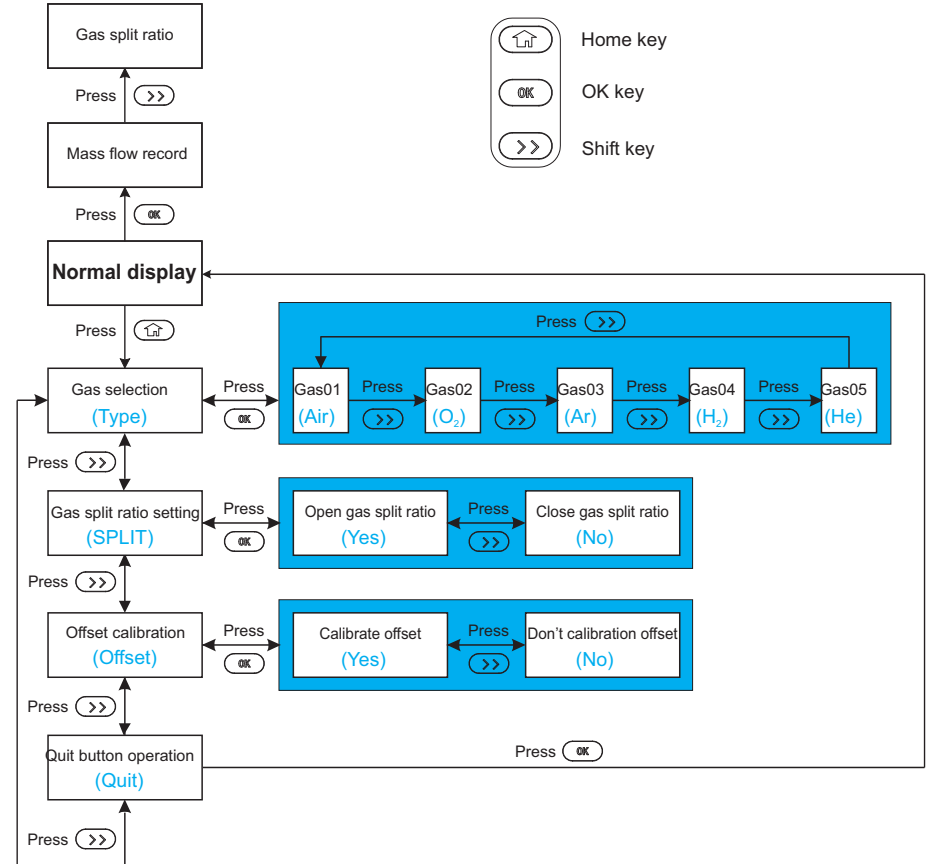 Gas split ratio
Press >>
Mass flow record
Press OK
Normal display
Press
Home key
OK OK key
>> Shift key
Gas selection
(Type)
Press
OK
Press >>
Gas01
(Air)
Press
>>
Gas02
(O₂)
Press
>>
Gas03
(Ar)
Press
>>
Gas04
(H₂)
Press
>>
Gas05
(He)
Press >>
Gas split ratio setting
(SPLIT)
Press
OK
Open gas split ratio
(Yes)
Press
>>
Close gas split ratio
(No)
Press >>
Offset calibration
(Offset)
Press
OK
Calibrate offset
(Yes)
Press
>>
Don't calibration offset
(No)
Press >>
Quit button operation
(Quit)
Press OK
Press >>